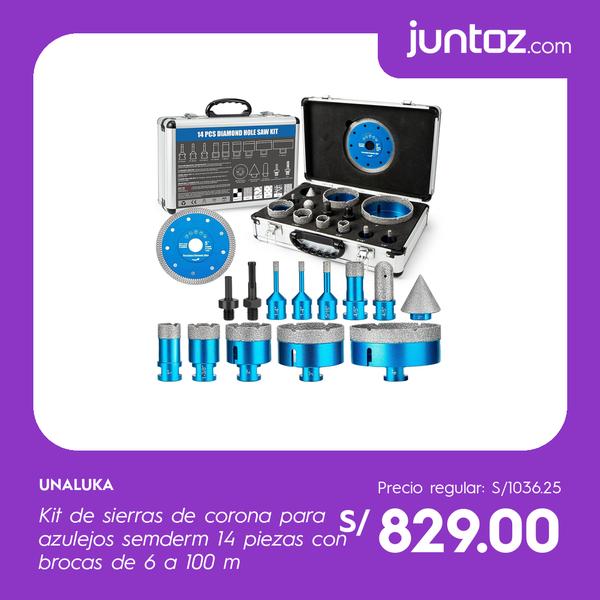 juntoz.com
14 PCS DIAMOND HOLE SAW KIT
UNALUKA
Precio regular: S/1036.25
Kit de sierras de corona para
azulejos semderm 14 piezas con
brocas de 6 a 100 m
S/ 829.00